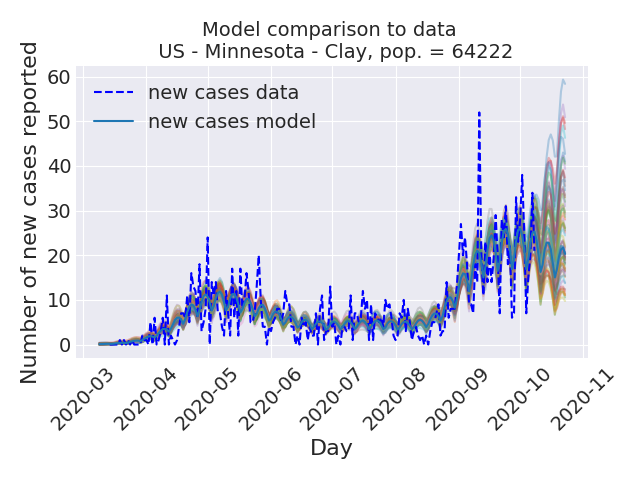 Model comparison to data
US - Minnesota - Clay, pop. = 64222
Number of new cases reported
60
50
40
30
20
10
0
new cases data
new cases model
2020-03
2020-04
2020-05
2020-06
2020-07
2020-08
2020-09
2020-10
2020-11
Day